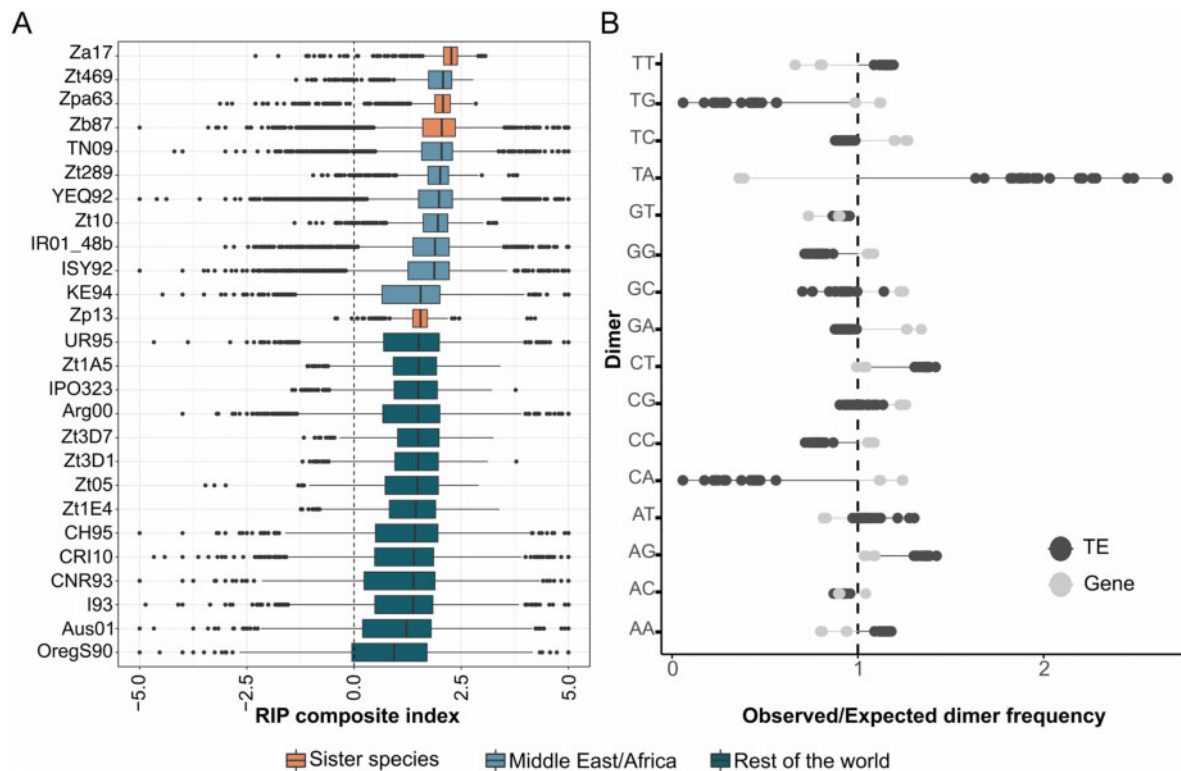 A
Za17
Zt469
Zpa63
Zb87
TN09
Zt289
YEQ92
Zt10
IR01_48b
ISY92
KE94
Zp13
UR95
Zt1A5
IPO323
Arg00
Zt3D7
Zt3D1
Zt05
Zt1E4
CH95
CRI10
CNR93
I93
Aus01
OregS90
-5.0 -2.5 0.0 2.5 5.0
RIP composite index
B
Dimer
TT
TG
TC
TA
GT
GG
GC
GA
CT
CG
CC
CA
AT
AG
AC
AA
TE
Gene
0 1 2
Observed/Expected dimer frequency
Sister species Middle East/Africa Rest of the world